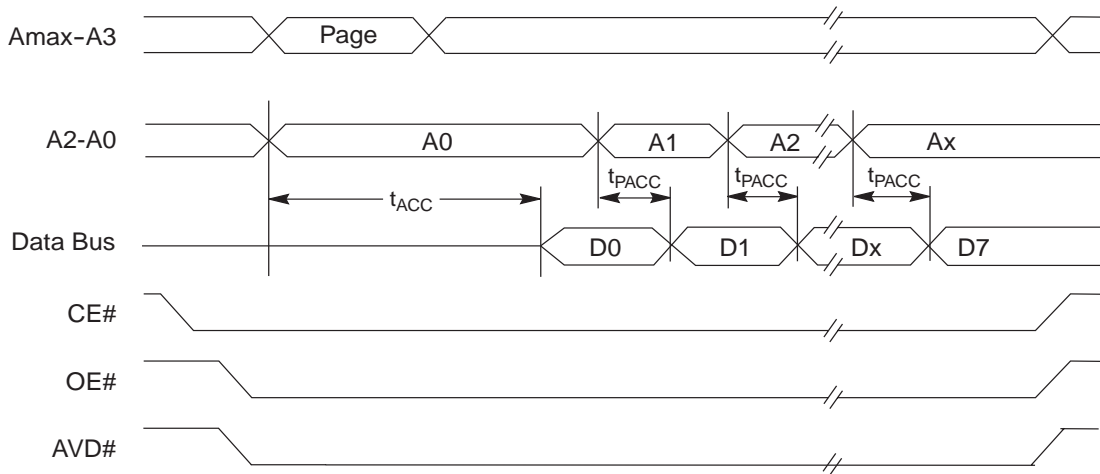 Amax-A3 Page
A2-A0 A0 A1 A2 Ax
tACC tPACC tPACC tPACC
Data Bus D0 D1 Dx D7
CE#
OE#
AVD#